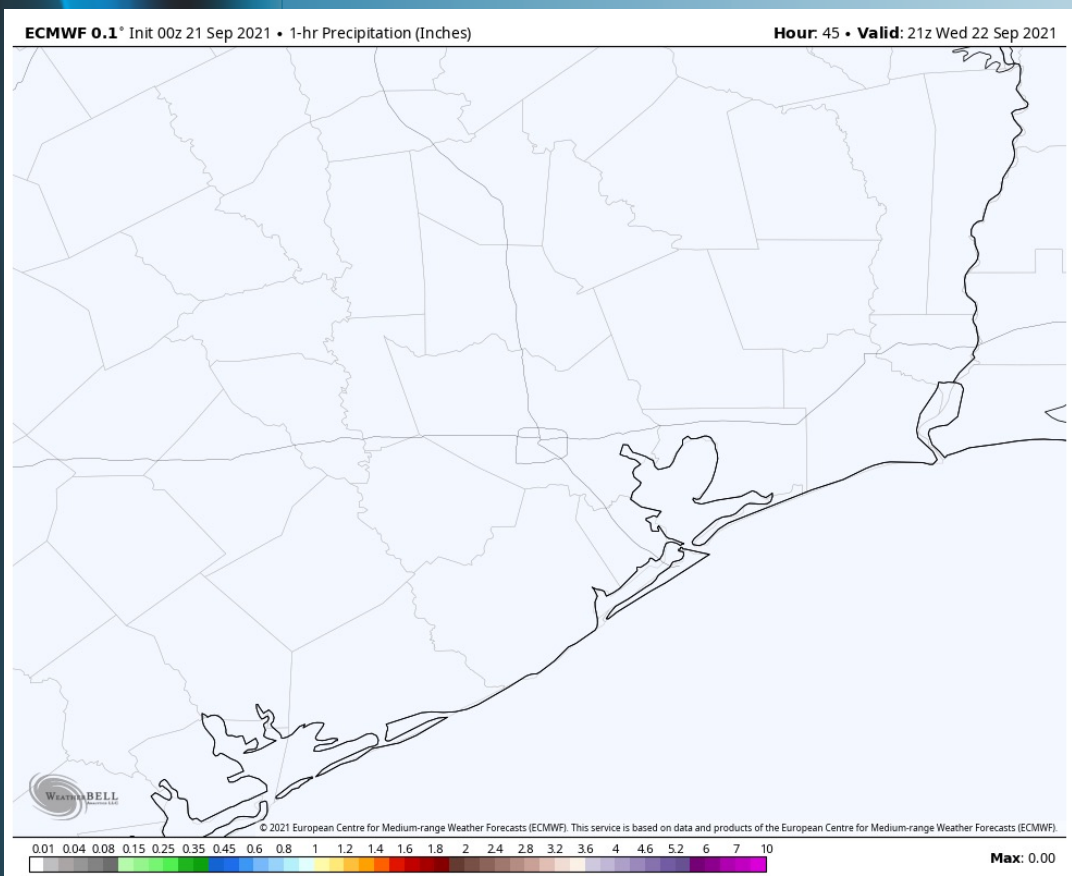 ECMWF 0.1° Init 00z 21 Sep 2021 • 1-hr Precipitation (Inches) Hour: 45 • Valid: 21z Wed 22 Sep 2021
WEATHERBELL
© 2021 European Centre for Medium-range Weather Forecasts (ECMWF). This service is based on data and products of the European Centre for Medium-range Weather Forecasts (ECMWF).
0.01 0.04 0.08 0.15 0.25 0.35 0.45 0.6 0.8 1 1.2 1.4 1.6 1.8 2 2.4 2.8 3.2 3.6 4 4.6 5.2 6 7 10
Max: 0.00